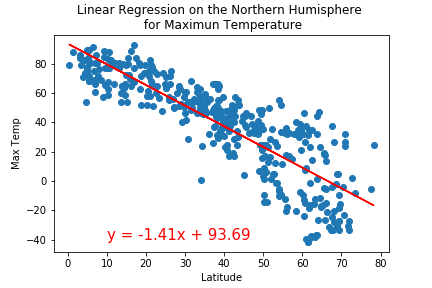 Linear Regression on the Northern Humisphere
for Maximun Temperature
Max Temp
80
60
40
20
0
−20
−40
y = -1.41x + 93.69
0 10 20 30 40 50 60 70 80
Latitude